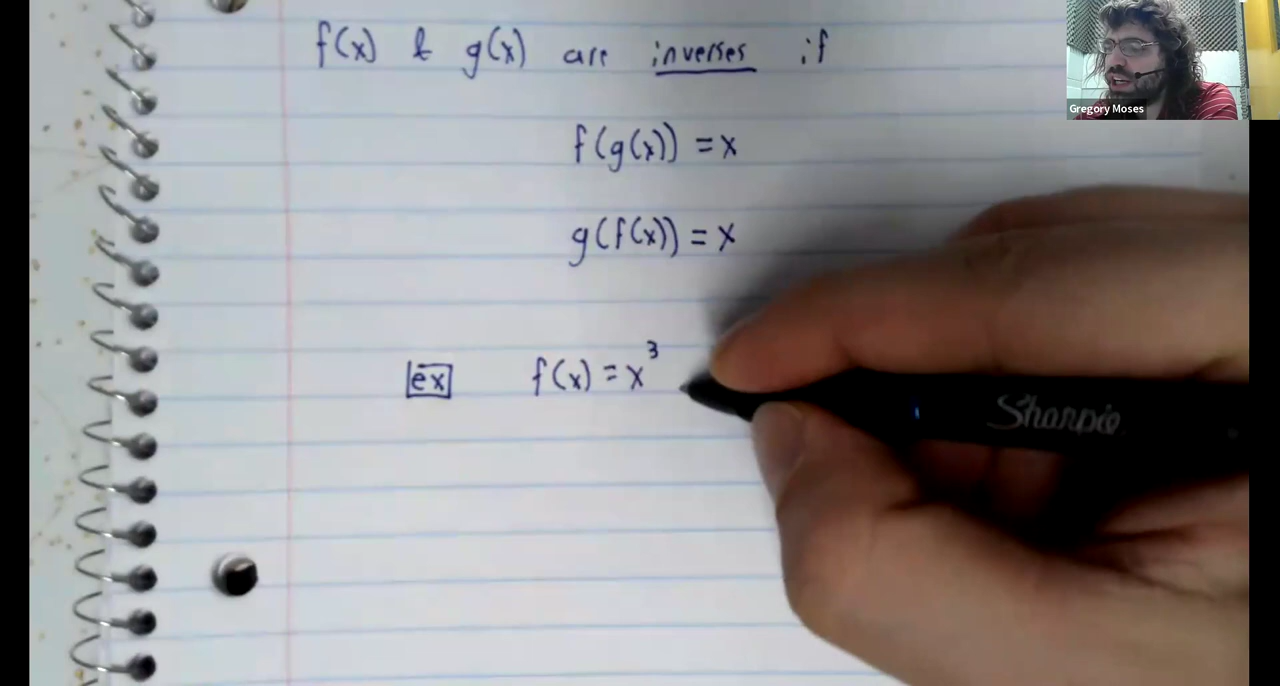 f(x) & g(x) are inverses if
Gregory Moses
f(g(x)) = x
g(f(x)) = x
ex f(x) = x³
Sharpie